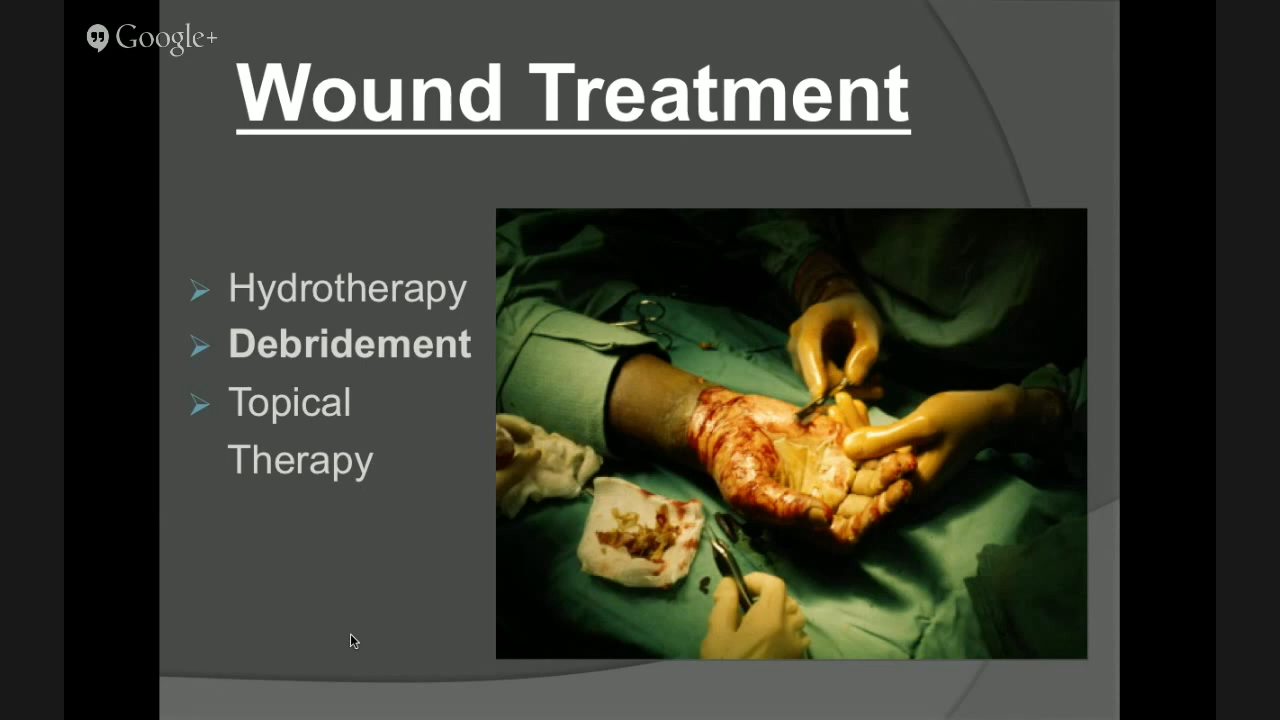 Google+
Wound Treatment
Hydrotherapy
Debridement
Topical
Therapy